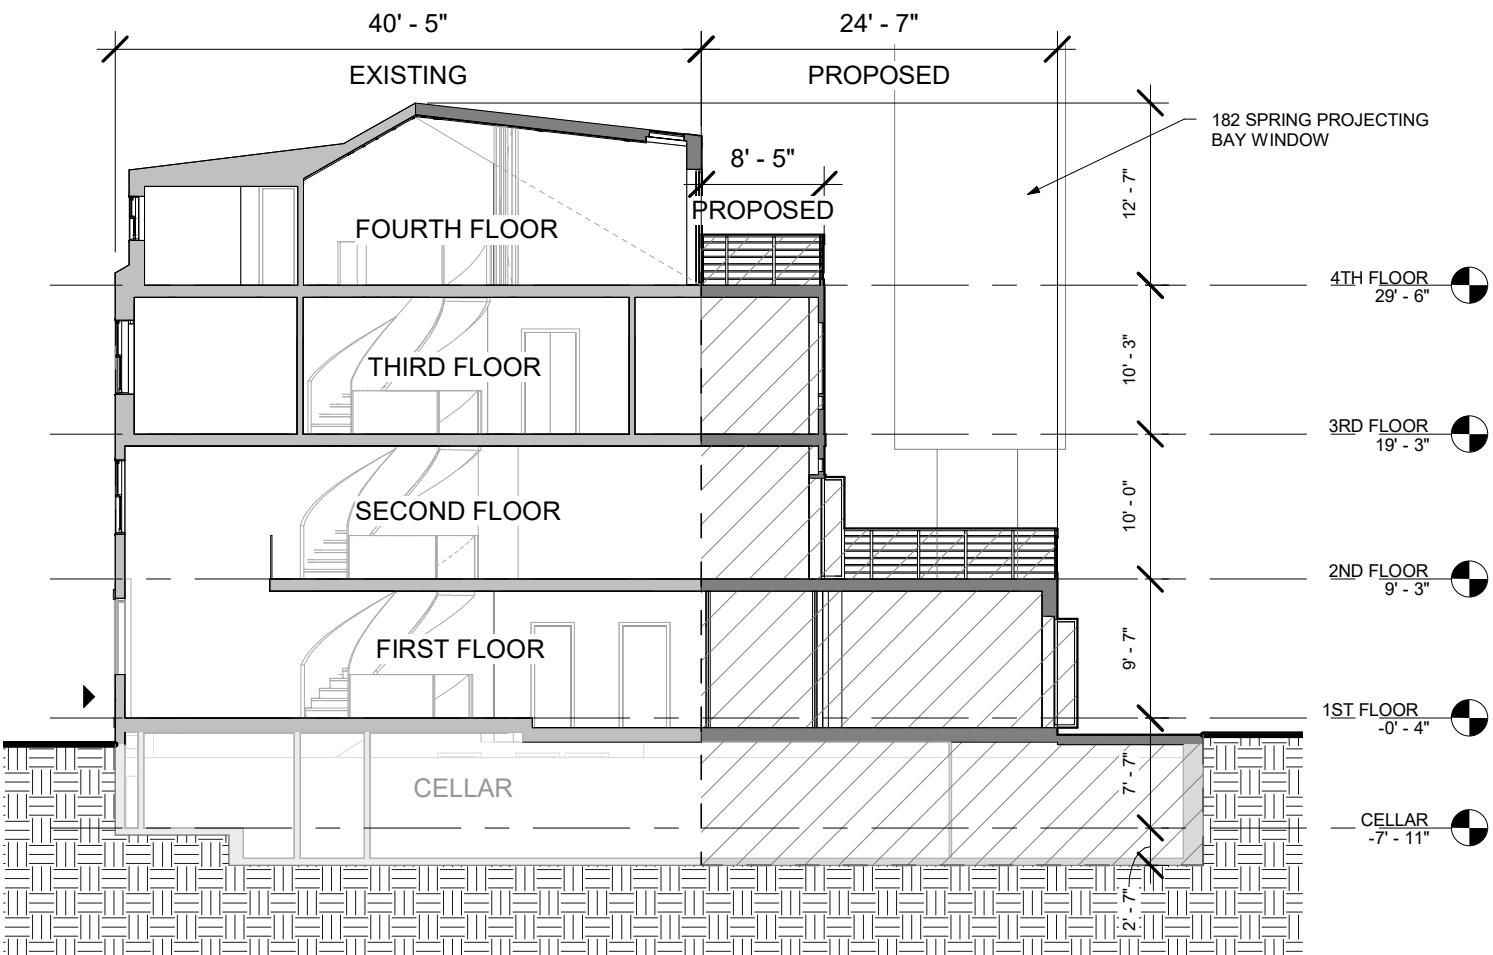 40' - 5"
24' - 7"
EXISTING
PROPOSED
182 SPRING PROJECTING
BAY WINDOW
8' - 5"
PROPOSED
12' - 7"
FOURTH FLOOR
4TH FLOOR
29' - 6"
10' - 3"
THIRD FLOOR
3RD FLOOR
19' - 3"
10' - 0"
SECOND FLOOR
2ND FLOOR
9' - 3"
9' - 7"
FIRST FLOOR
1ST FLOOR
-0' - 4"
7' - 7"
CELLAR
CELLAR
-7' - 11"
2' - 7"